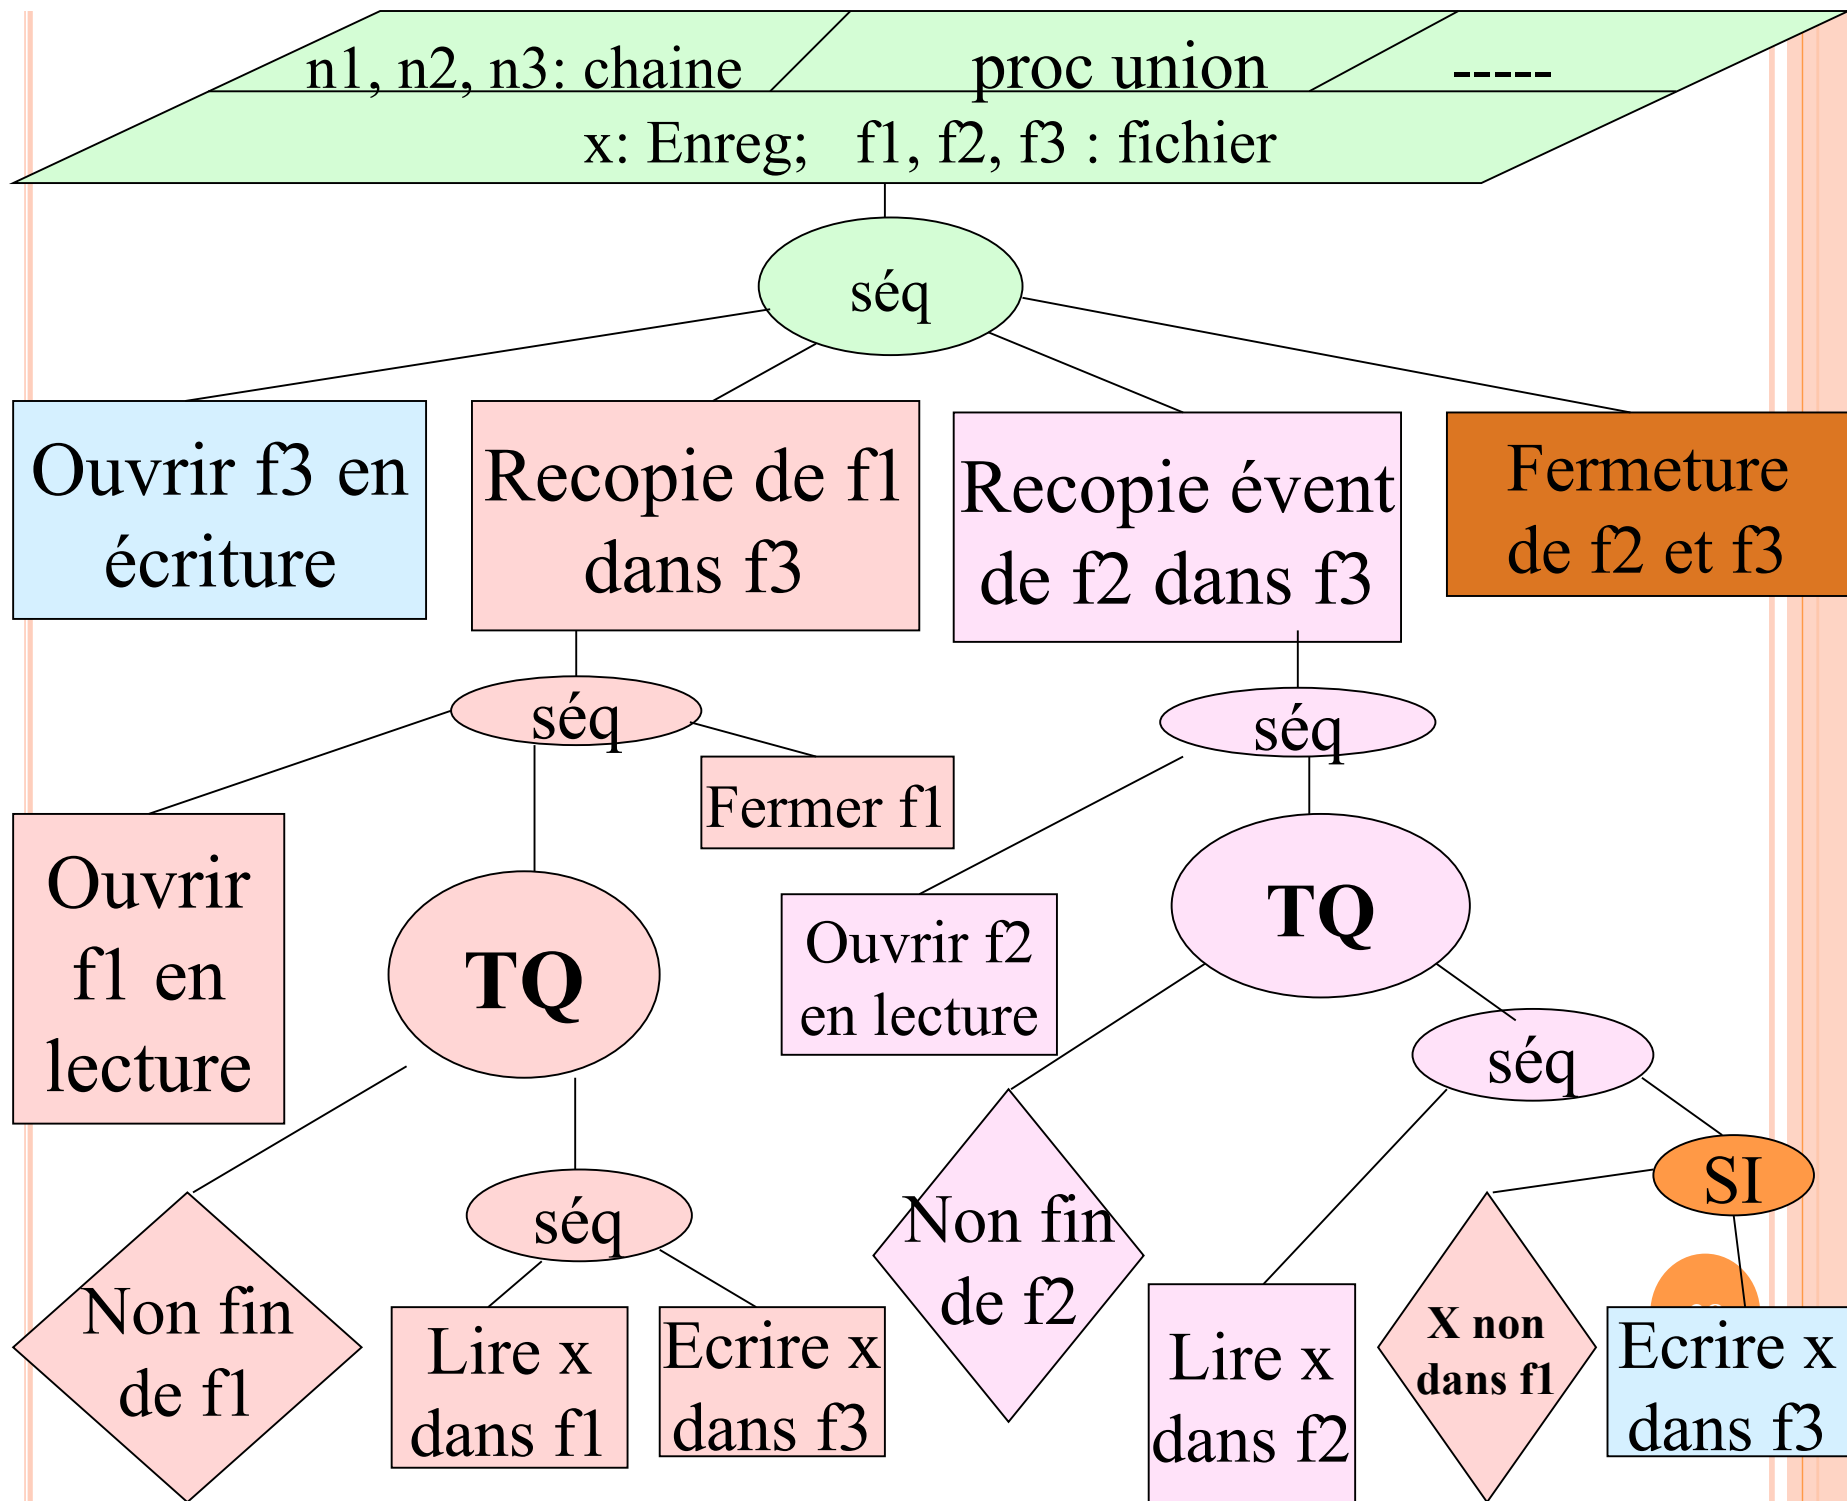 n1, n2, n3: chaine
proc union
-----
x: Enreg; f1, f2, f3 : fichier
séq
Ouvrir f3 en
écriture
Recopie de f1
dans f3
Recopie évent
de f2 dans f3
Fermeture
de f2 et f3
séq
séq
Fermer f1
Ouvrir
f1 en
lecture
TQ
Ouvrir f2
en lecture
TQ
séq
Non fin
de f1
séq
Lire x
dans f1
Ecrire x
dans f3
Non fin
de f2
Lire x
dans f2
SI
X non
dans f1
Ecrire x
dans f3